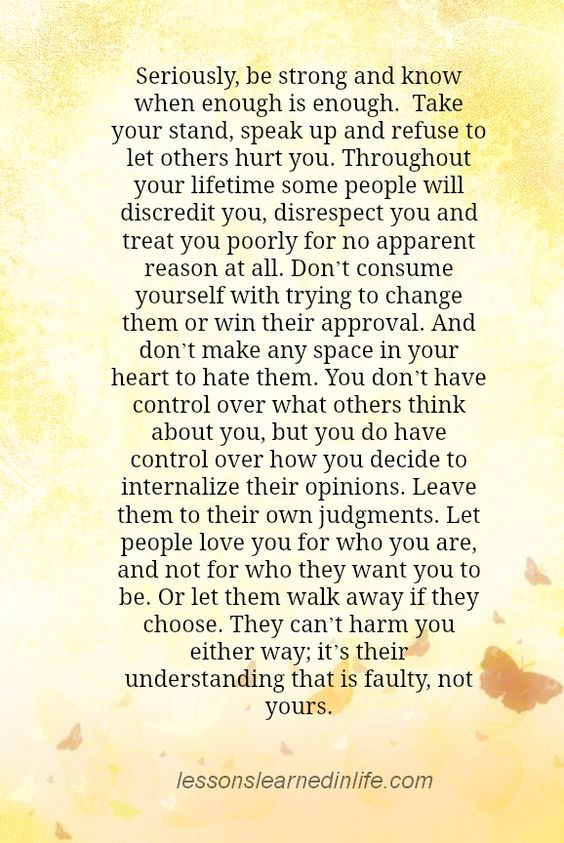 Seriously, be strong and know
when enough is enough.  Take
your stand, speak up and refuse to
let others hurt you. Throughout
your lifetime some people will
discredit you, disrespect you and
treat you poorly for no apparent
reason at all. Don't consume
yourself with trying to change
them or win their approval. And
don't make any space in your
heart to hate them. You don't have
control over what others think
about you, but you do have
control over how you decide to
internalize their opinions. Leave
them to their own judgments. Let
people love you for who you are,
and not for who they want you to
be. Or let them walk away if they
choose. They can't harm you
either way; it's their
understanding that is faulty, not
yours.
lessonslearnedinlife.com